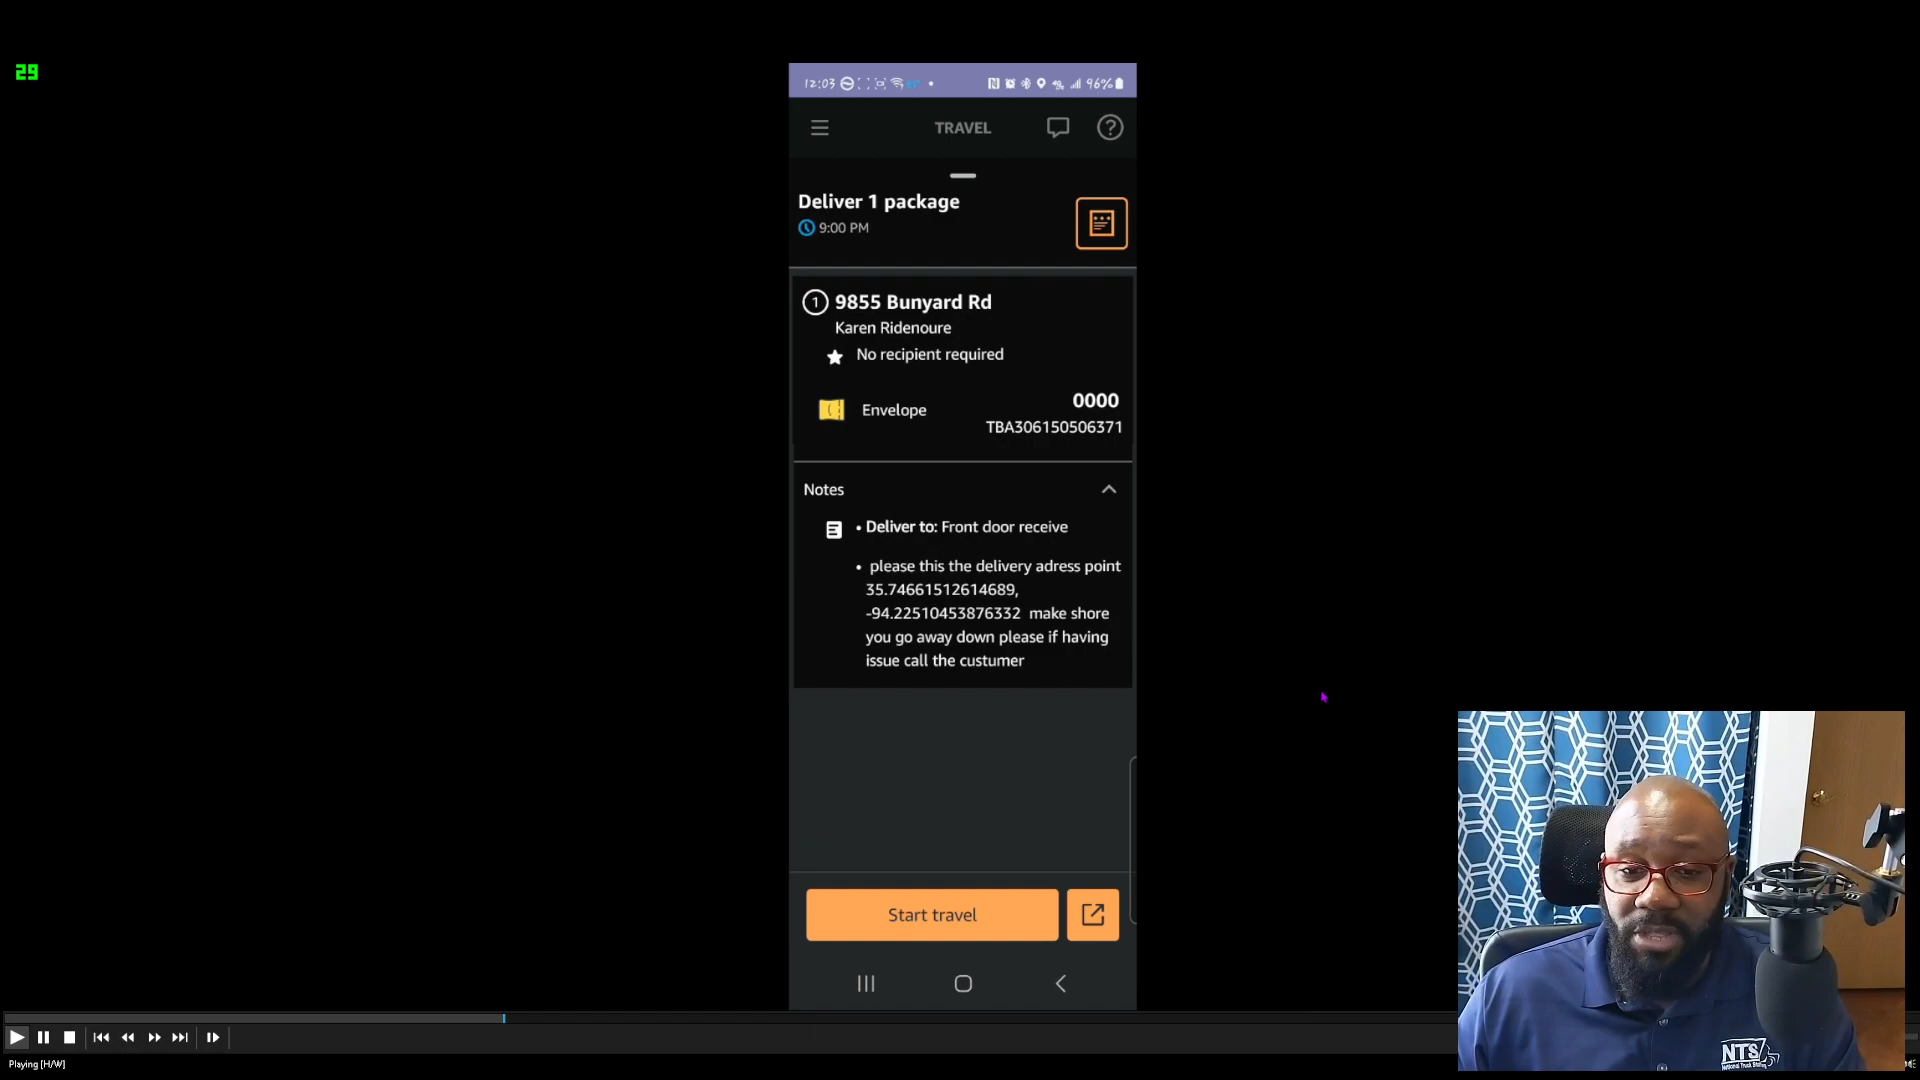 29
12:03
96%
TRAVEL
Deliver 1 package
9:00 PM
1 9855 Bunyard Rd
Karen Ridenoure
No recipient required
Envelope
0000
TBA306150506371
Notes
• Deliver to: Front door receive
• please this the delivery adress point
35.74661512614689,
-94.22510453876332 make shore
you go away down please if having
issue call the custumer
Start travel
Playing [H/W]
NTS